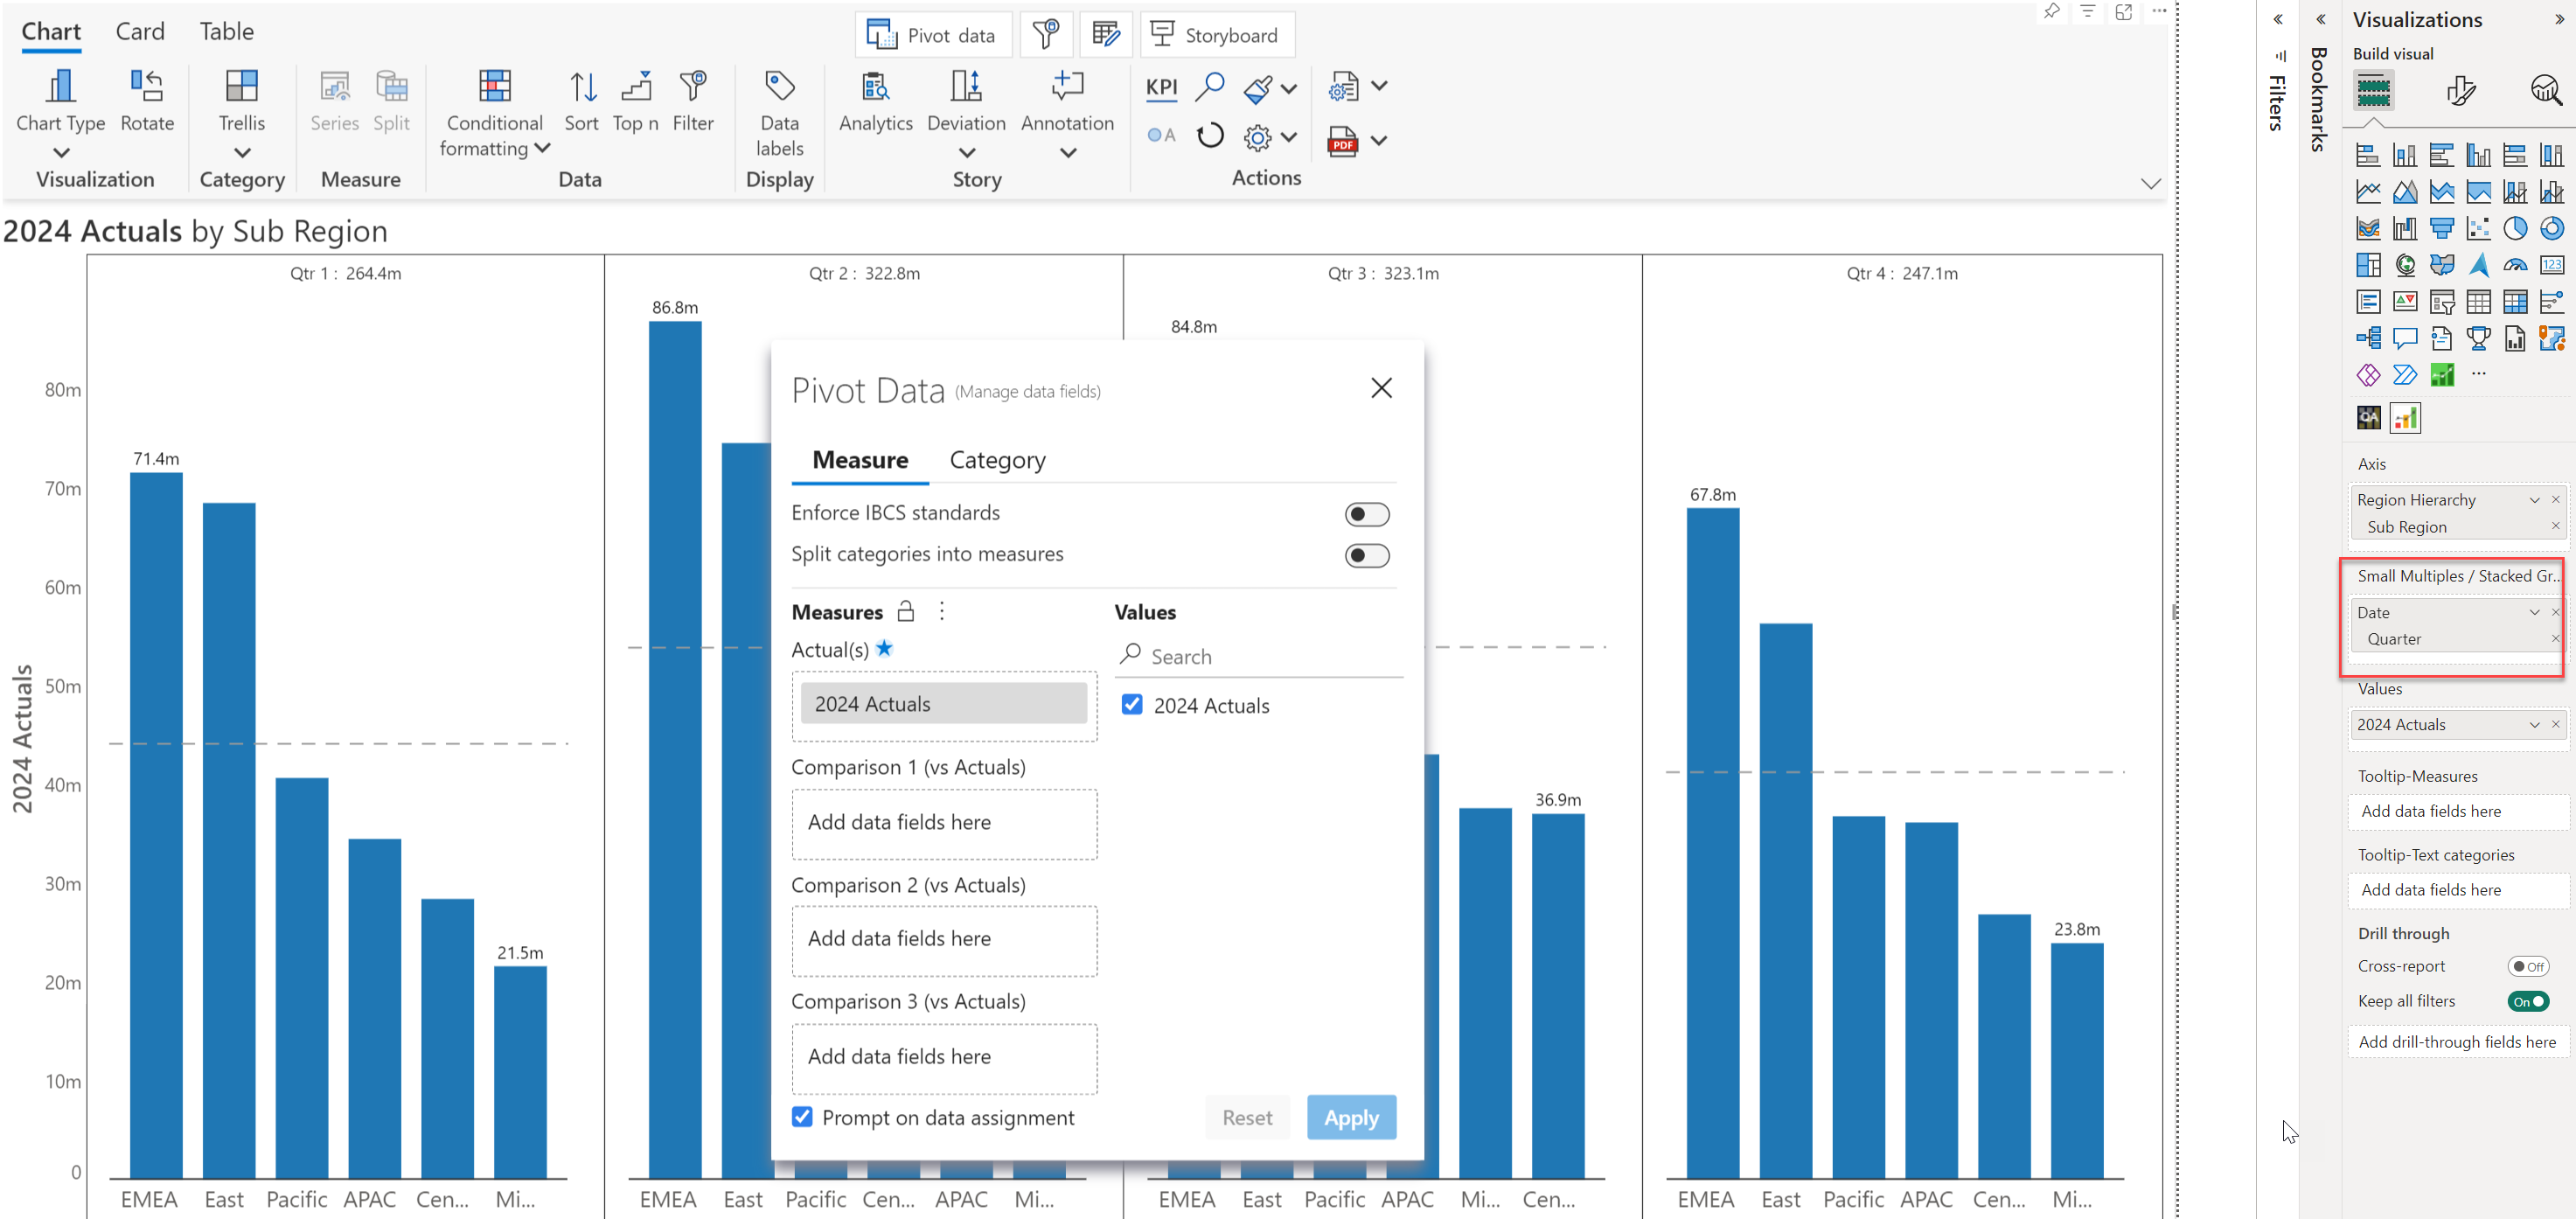 Chart Card Table
Pivot data
Storyboard
Chart Type Rotate
Visualization
Trellis
Category
Series Split
Measure
Conditional
formatting
Sort Top n Filter
Data
Data
labels
Display
Analytics Deviation Annotation
Story
KPI
A
Actions
PDF
2024 Actuals by Sub Region
Qtr 1 : 264.4m
Qtr 2 : 322.8m
Qtr 3 : 323.1m
Qtr 4 : 247.1m
2024 Actuals
80m
70m
60m
50m
40m
30m
20m
10m
0
71.4m
21.5m
EMEA East Pacific APAC Cen... Mi...
86.8m
EMEA East Pacific Cen... APAC Mi...
84.8m
36.9m
EMEA East Pacific APAC Mi... Cen...
67.8m
23.8m
EMEA East Pacific APAC Cen... Mi...
Pivot Data (Manage data fields)
Measure Category
Enforce IBCS standards
Split categories into measures
Measures
Actual(s)
2024 Actuals
Comparison 1 (vs Actuals)
Add data fields here
Comparison 2 (vs Actuals)
Add data fields here
Comparison 3 (vs Actuals)
Add data fields here
Values
Search
2024 Actuals
Prompt on data assignment
Reset
Apply
Filters
Bookmarks
Visualizations
Build visual
123
QA
Axis
Region Hierarchy
Sub Region
Small Multiples / Stacked Gr...
Date
Quarter
Values
2024 Actuals
Tooltip-Measures
Add data fields here
Tooltip-Text categories
Add data fields here
Drill through
Cross-report
Off
Keep all filters
On
Add drill-through fields here